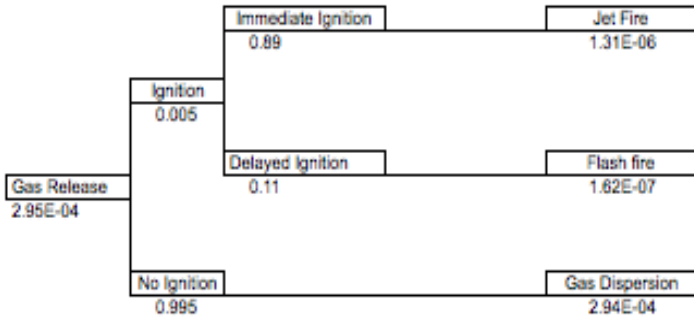 Immediate Ignition
Jet Fire
0.89
1.31E-06
Ignition
0.005
Delayed Ignition
Flash fire
0.11
1.62E-07
Gas Release
2.95E-04
No Ignition
Gas Dispersion
0.995
2.94E-04